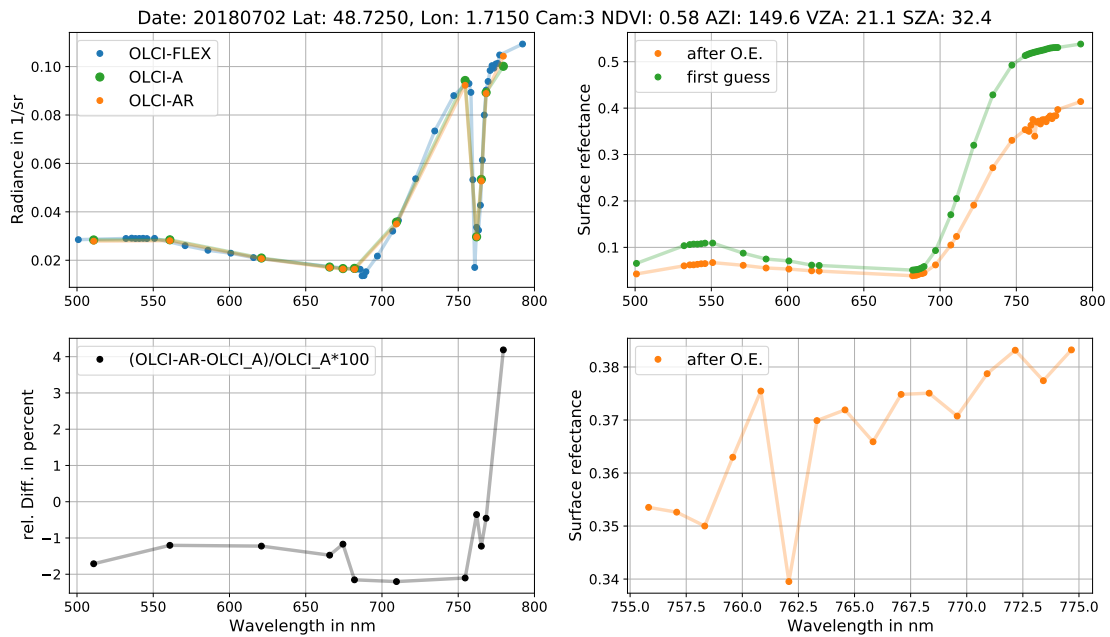 Date: 20180702 Lat: 48.7250, Lon: 1.7150 Cam:3 NDVI: 0.58 AZI: 149.6 VZA: 21.1 SZA: 32.4
Radiance in 1/sr
0.10
0.08
0.06
0.04
0.02
OLCI-FLEX
OLCI-A
OLCI-AR
500 550 600 650 700 750 800
Surface refectance
0.5
0.4
0.3
0.2
0.1
after O.E.
first guess
500 550 600 650 700 750 800
rel. Diff. in percent
4
3
2
1
0
−1
−2
(OLCI-AR-OLCI_A)/OLCI_A*100
500 550 600 650 700 750 800
Wavelength in nm
Surface refectance
0.38
0.37
0.36
0.35
0.34
after O.E.
755.0 757.5 760.0 762.5 765.0 767.5 770.0 772.5 775.0
Wavelength in nm